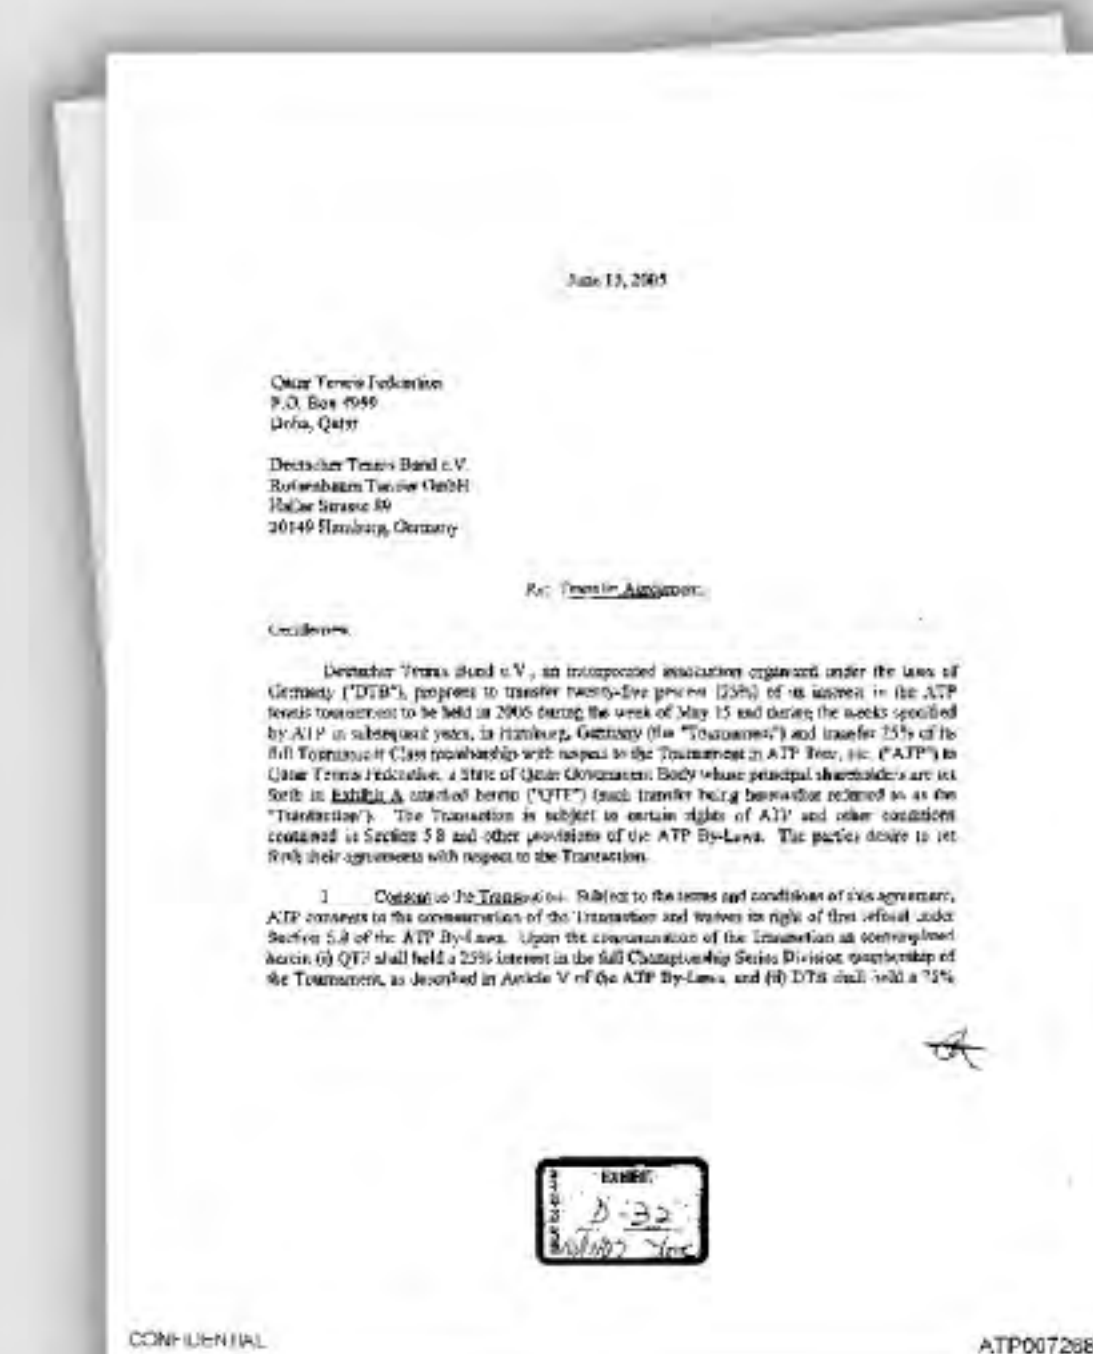 June 13, 2005
Qatar Tennis Federation
P.O. Box 4959
Doha, Qatar
Deutscher Tennis Bund e.V.
Rothenbaum Tennis GmbH
Haller Strasse 89
20149 Hamburg, Germany
Re: Transfer Agreement
Gentlemen:
Deutscher Tennis Bund e.V., an incorporated association organized under the laws of
Germany ("DTB"), proposes to transfer twenty-five percent (25%) of its interest in the ATP
tennis tournament to be held in 2006 during the week of May 15 and during the weeks specified
by ATP in subsequent years, in Hamburg, Germany (the "Tournament") and transfer 25% of its
full Tournament Class membership with respect to the Tournament in ATP Tour, Inc. ("ATP") to
Qatar Tennis Federation, a State of Qatar Government Body whose principal shareholders are set
forth in Exhibit A attached hereto ("QTF") (such transfer being hereinafter referred to as the
"Transaction"). The Transaction is subject to certain rights of ATP and other conditions
contained in Section 5.8 and other provisions of the ATP By-Laws. The parties desire to set
forth their agreements with respect to the Transaction.
1. Consent to the Transaction. Subject to the terms and conditions of this agreement,
ATP consents to the consummation of the Transaction and waives its right of first refusal under
Section 5.8 of the ATP By-Laws. Upon the consummation of the Transaction as contemplated
herein (i) QTF shall hold a 25% interest in the full Championship Series Division membership of
the Tournament, as described in Article V of the ATP By-Laws, and (ii) DTB shall hold a 75%
EXHIBIT
D-32
CONFIDENTIAL
ATP007268